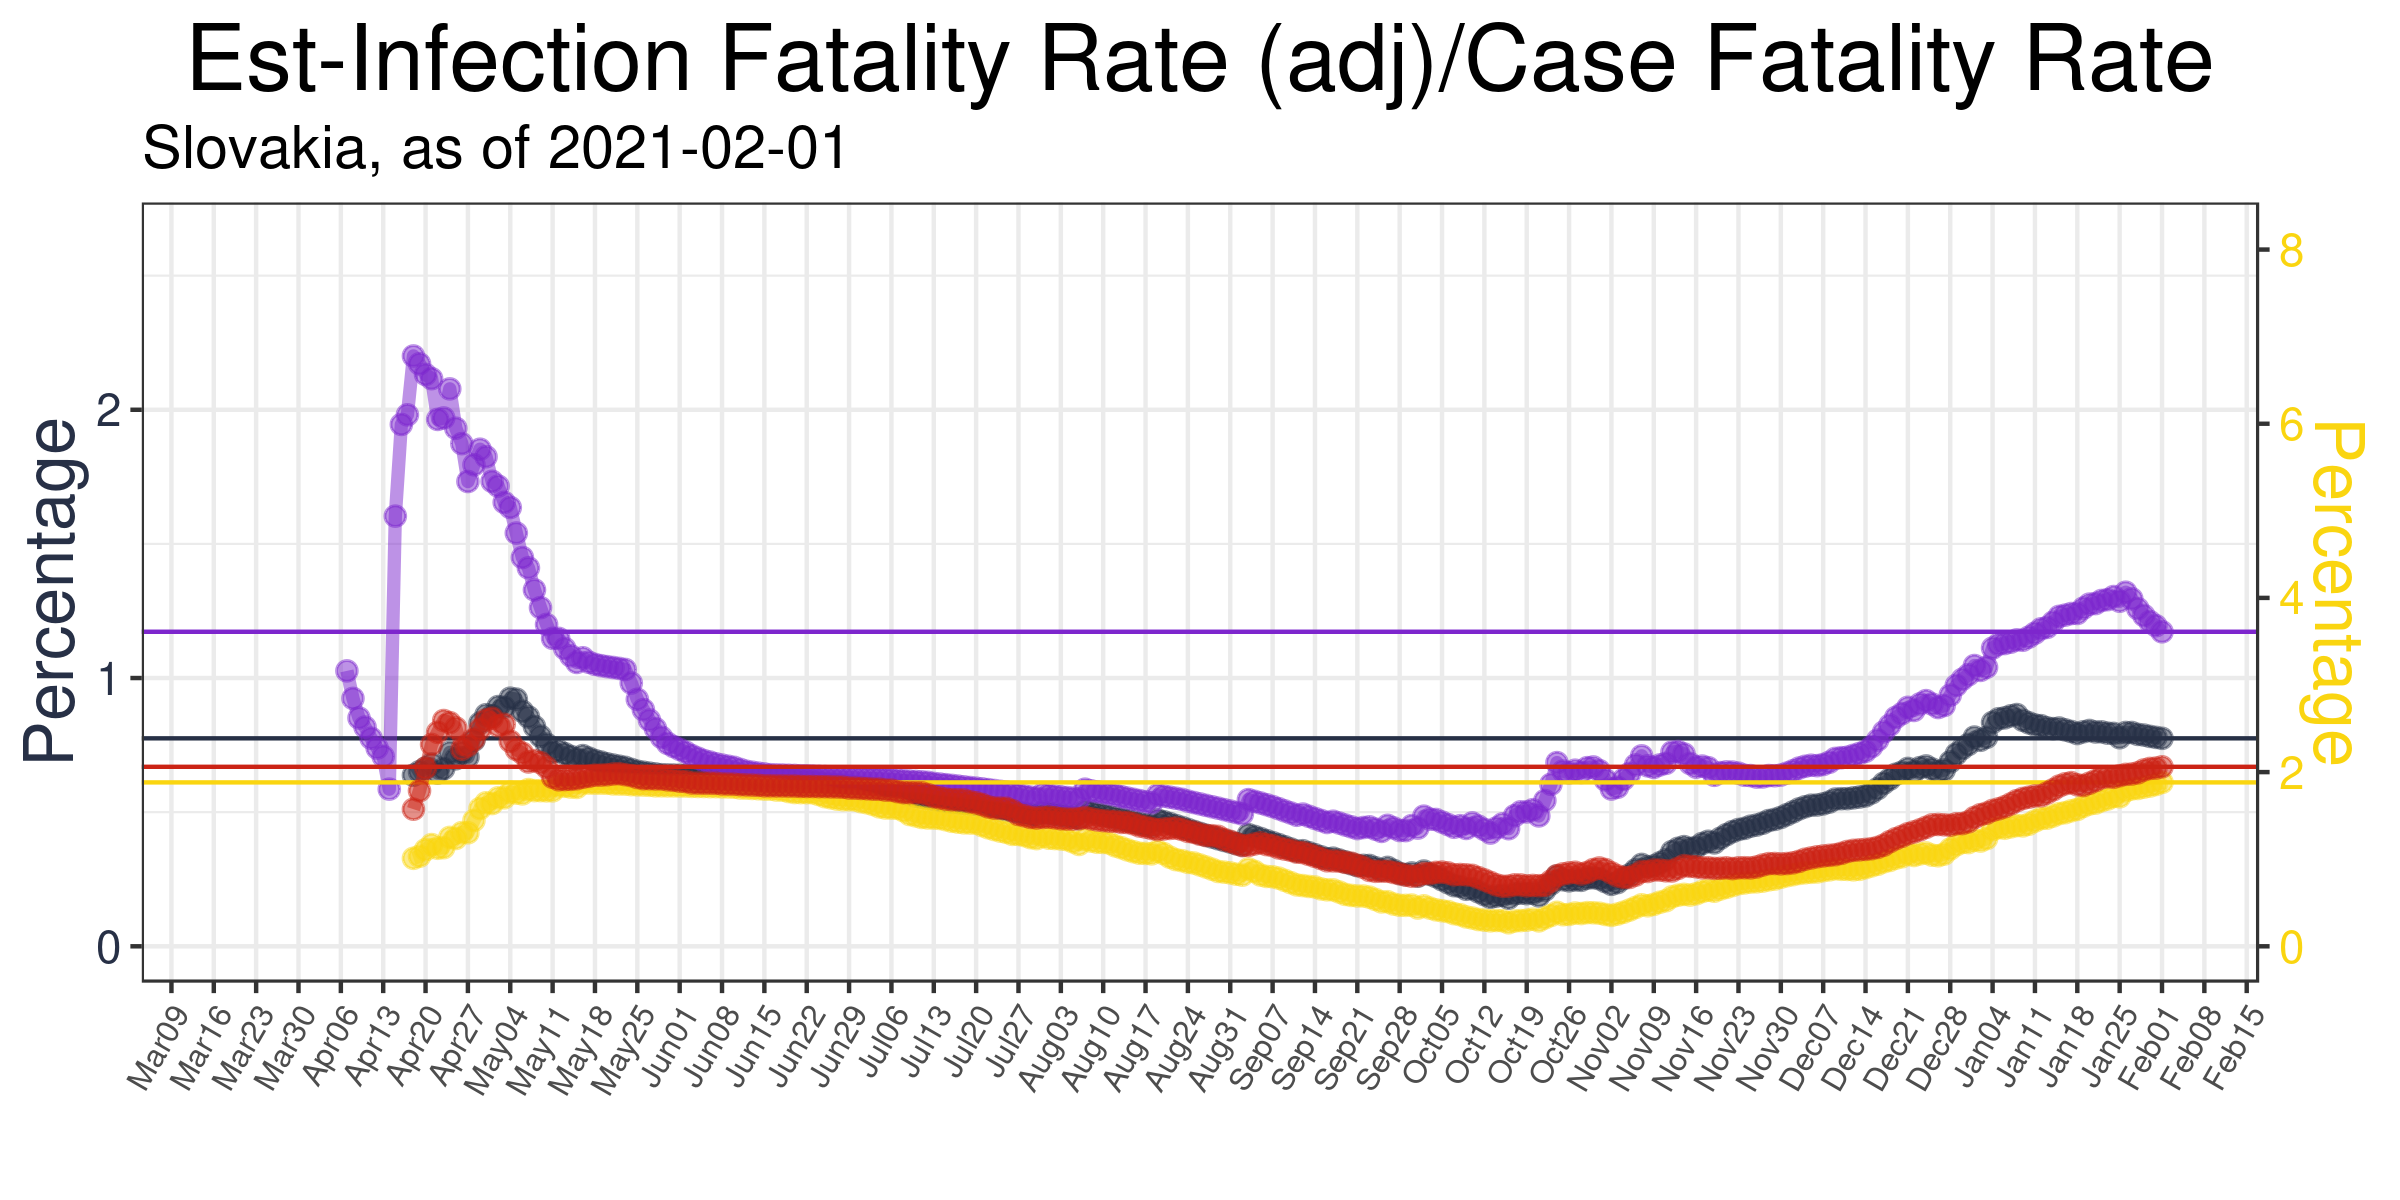 Est-Infection Fatality Rate (adj)/Case Fatality Rate
Slovakia, as of 2021-02-01
Percentage
2
1
0
8
6
4
2
0
Percentage
Mar09
Mar16
Mar23
Mar30
Apr06
Apr13
Apr20
Apr27
May04
May11
May18
May25
Jun01
Jun08
Jun15
Jun22
Jun29
Jul06
Jul13
Jul20
Jul27
Aug03
Aug10
Aug17
Aug24
Aug31
Sep07
Sep14
Sep21
Sep28
Oct05
Oct12
Oct19
Oct26
Nov02
Nov09
Nov16
Nov23
Nov30
Dec07
Dec14
Dec21
Dec28
Jan04
Jan11
Jan18
Jan25
Feb01
Feb08
Feb15